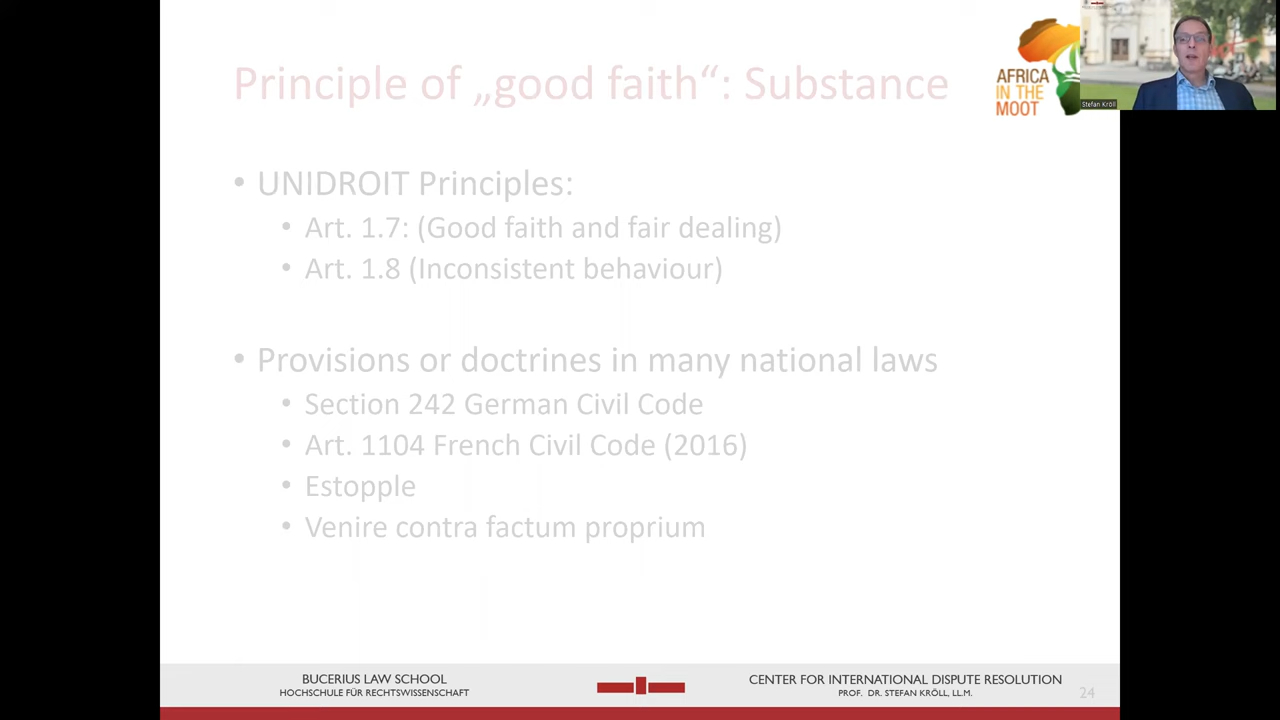 Principle of „good faith“: Substance
AFRICA
IN THE
MOOT
Stefan Kröll
• UNIDROIT Principles:
• Art. 1.7: (Good faith and fair dealing)
• Art. 1.8 (Inconsistent behaviour)
• Provisions or doctrines in many national laws
• Section 242 German Civil Code
• Art. 1104 French Civil Code (2016)
• Estopple
• Venire contra factum proprium
BUCERIUS LAW SCHOOL
HOCHSCHULE FÜR RECHTSWISSENSCHAFT
CENTER FOR INTERNATIONAL DISPUTE RESOLUTION
PROF. DR. STEFAN KRÖLL, LL.M.
24